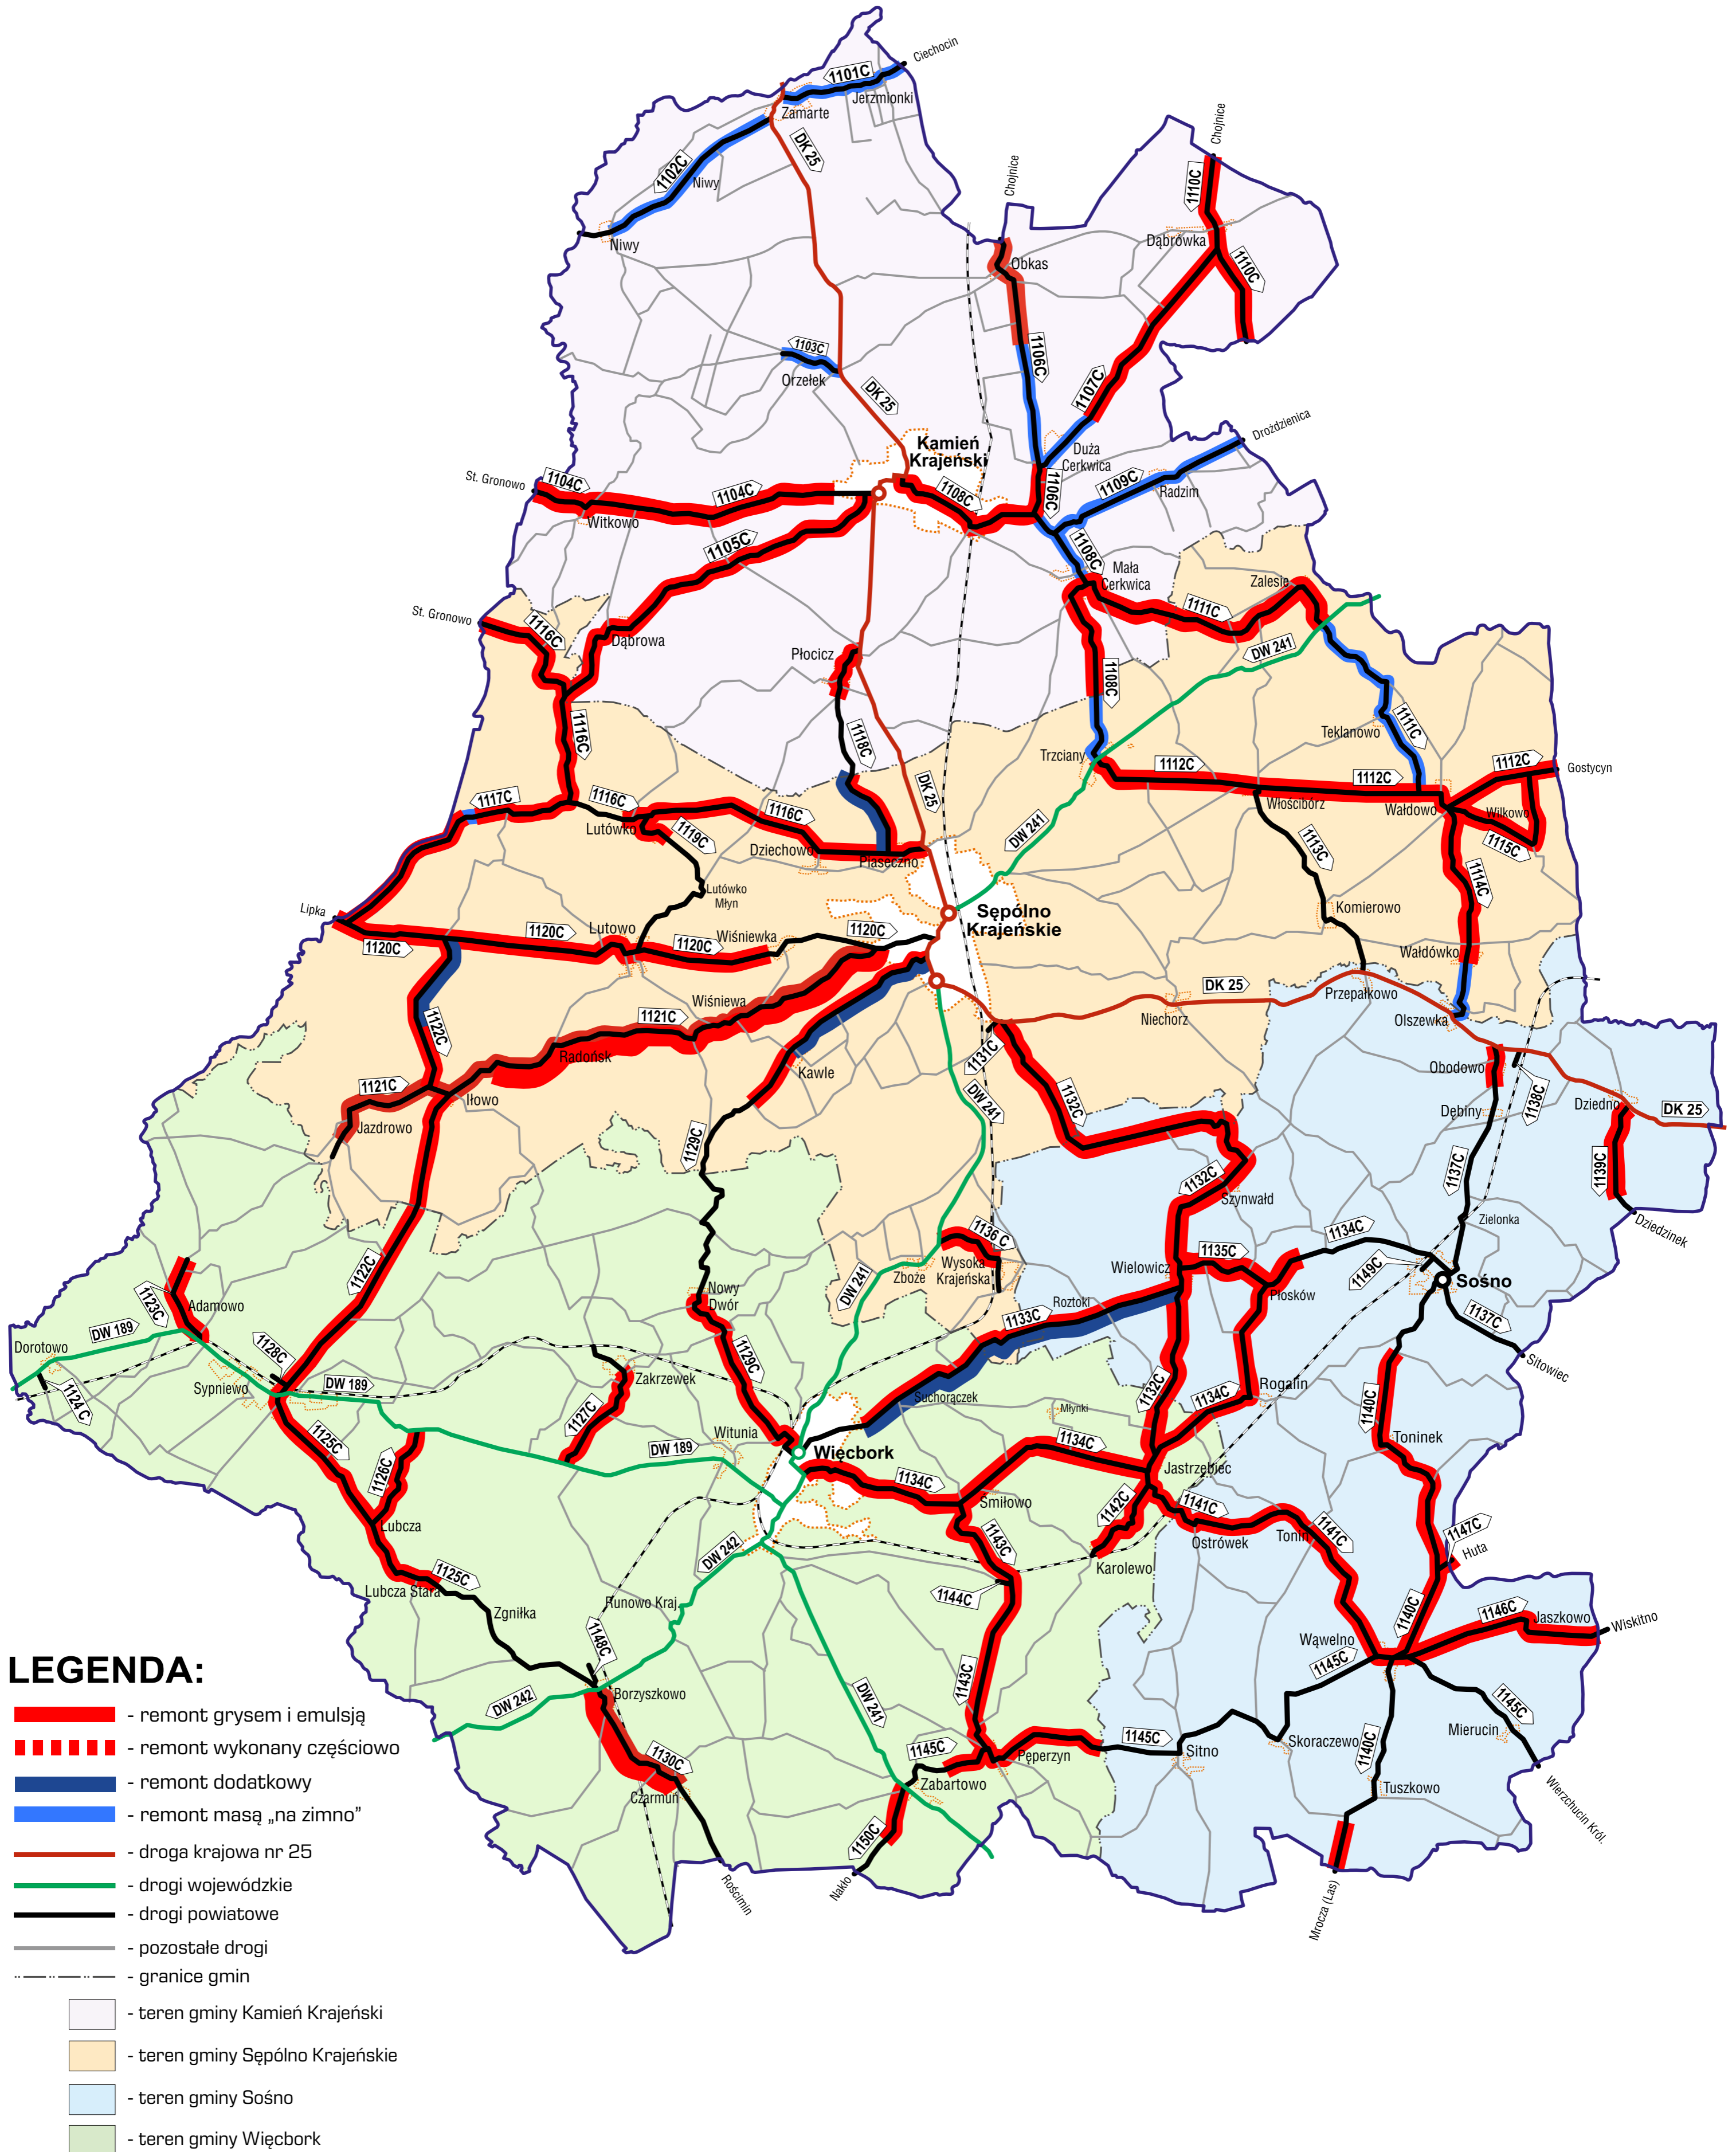 Ciechocin
1101C
Jerzmionki
Zamarte
Chojnice
DK 25
1102C
Niwy
Chojnice
1110C
Niwy
Dąbrówka
Obkas
1110C
1103C
1106C
Orzełek
1107C
DK 25
Drożdzienica
Kamień
Krajeński
Duża
Cerkwica
St. Gronowo
1104C
1104C
1108C
1106C
1109C
Radzim
Witkowo
1105C
1108C
Mała
Cerkwica
Zalesie
St. Gronowo
1116C
1111C
Dąbrowa
DW 241
Płocicz
1108C
1116C
1118C
1111C
Teklanowo
Trzciany
1112C
1112C
1112C
Gostycyn
DK 25
1117C
1116C
1116C
Włościbórz
Wałdowo
Wilkowo
Lutówko
1119C
DW 241
1113C
1115C
Dziechowo
Piaseczno
1114C
Lutówko
Młyn
Lipka
Sępólno
Krajeńskie
Komierowo
1120C
1120C
Lutowo
1120C
Wiśniewka
1120C
Wałdówko
DK 25
Przepałkowo
Wiśniewa
Niechorz
Olszewka
1121C
1122C
Radońsk
1131C
Obodowo
Kawle
1138C
1121C
Iłowo
DW 241
1132C
Dębiny
Dziedno
DK 25
Jazdrowo
1129C
1137C
1139C
1132C
Szynwałd
Zielonka
Dziedzinek
1136 C
1134C
1135C
Wielowicz
1122C
Zboże
Wysoka
Krajeńska
1149C
Sośno
1123C
Adamowo
Nowy
Dwór
DW 241
Roztoki
Płosków
1137C
DW 189
1133C
Dorotowo
1128C
1129C
Sitowiec
Sypniewo
DW 189
Zakrzewek
1124 C
Suchorączek
1132C
1134C
Rogalin
1127C
Młynki
1140C
1125C
Witunia
DW 189
Więcbork
1134C
Toninek
1126C
1134C
Jastrzębiec
Śmiłowo
1142C
1141C
Lubcza
1143C
Ostrówek
Tonin
1141C
1147C
Huta
DW 242
Karolewo
Lubcza Stara
1125C
1144C
Zgniłka
Runowo Kraj.
1140C
1146C
Jaszkowo
Wiskitno
1148C
Wąwelno
1145C
LEGENDA:
1143C
DW 242
Borzyszkowo
DW 241
1145C
- remont grysem i emulsją
Mierucin
- remont wykonany częściowo
1130C
1145C
Pęperzyn
1145C
Sitno
Skoraczewo
1140C
- remont dodatkowy
Czarmuń
Zabartowo
Tuszkowo
Wierzchucin Król.
- remont masą „na zimno”
1150C
- droga krajowa nr 25
Rościmin
Nakło
Mrocza (Las)
- drogi wojewódzkie
- drogi powiatowe
- pozostałe drogi
- granice gmin
- teren gminy Kamień Krajeński
- teren gminy Sępólno Krajeńskie
- teren gminy Sośno
- teren gminy Więcbork